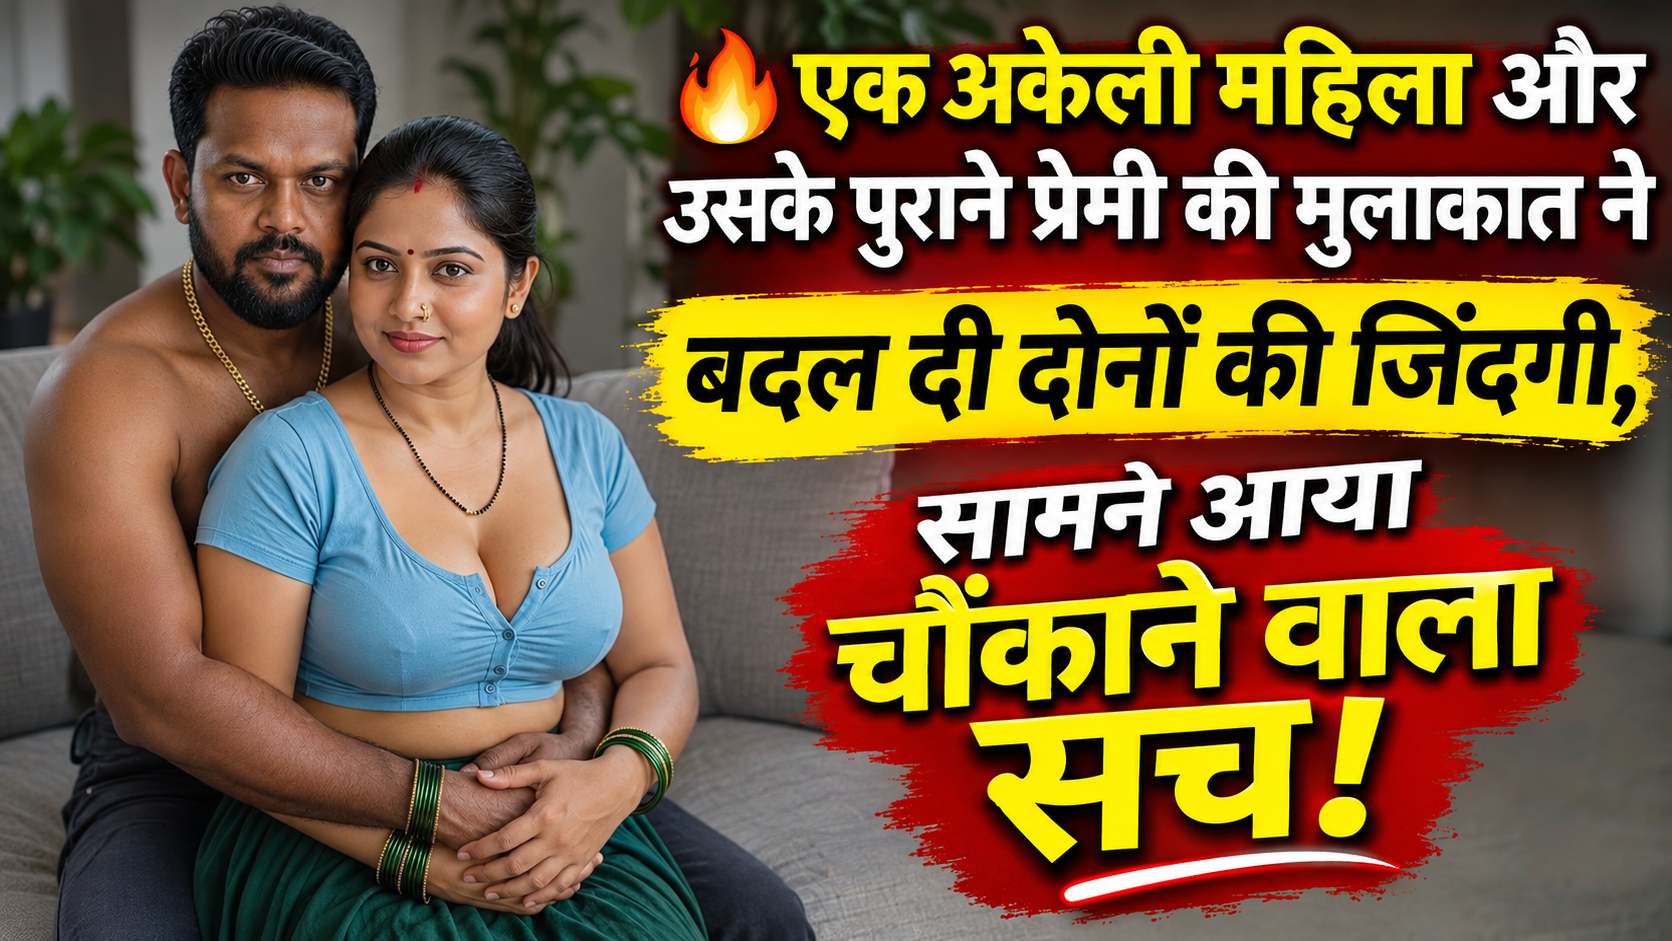 🔥 एक अकेली महिला और
उसके पुराने प्रेमी की मुलाकात ने
बदल दी दोनों की जिंदगी,
सामने आया
चौंकाने वाला
सच!